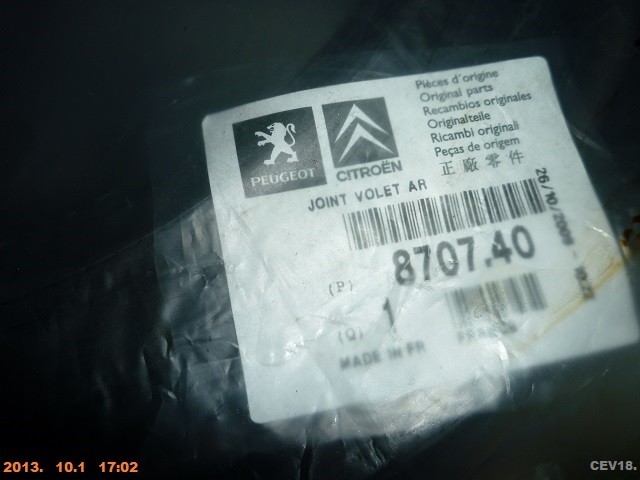 PEUGEOT
CITROËN
Pièces d'origine
Original parts
Recambios originales
Originalteile
Ricambi originali
Peças de origem
正廠零件
JOINT VOLET AR
26/10/2009
(P) 8707.40
(Q) 1
MADE IN FR
2013. 10.1 17:02
CEV18.